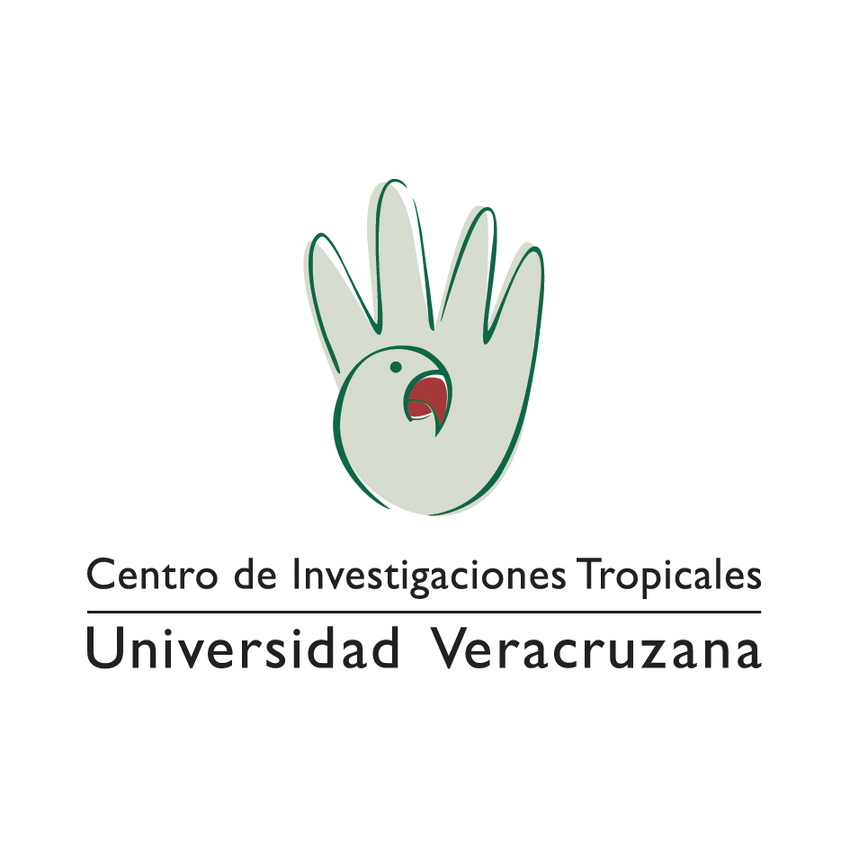 Centro de Investigaciones Tropicales
Universidad Veracruzana